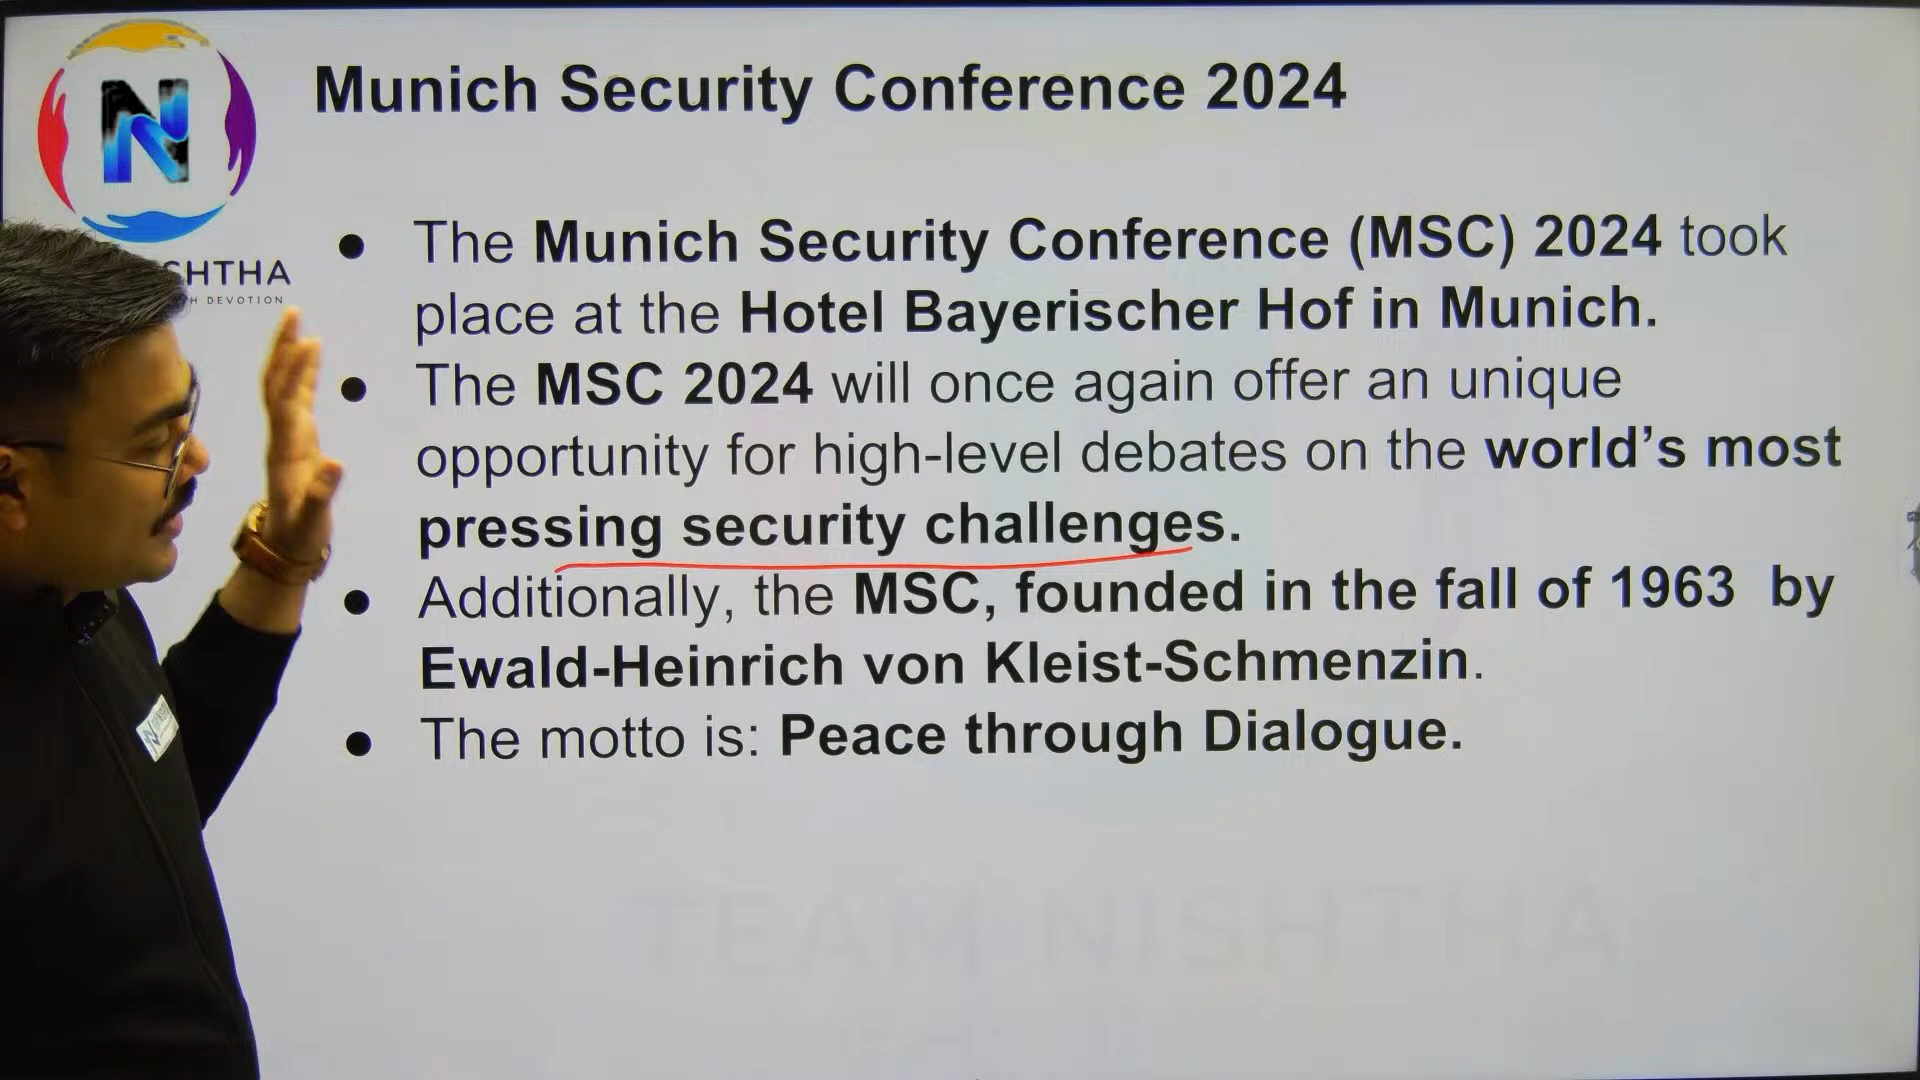 Munich Security Conference 2024
N
SHTHA
H DEVOTION
● The Munich Security Conference (MSC) 2024 took
place at the Hotel Bayerischer Hof in Munich.
● The MSC 2024 will once again offer an unique
opportunity for high-level debates on the world’s most
pressing security challenges.
● Additionally, the MSC, founded in the fall of 1963 by
Ewald-Heinrich von Kleist-Schmenzin.
● The motto is: Peace through Dialogue.
TEAM NISHTHA